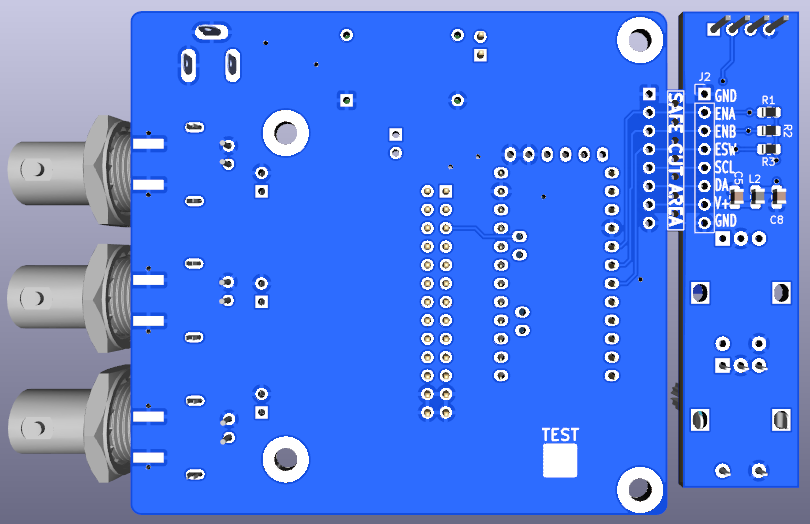 J2
GND
ENA
ENB
ESW
SCL
DA
V+
GND
R1
R2
R3
C5
L2
C8
SAFE CUT AREA
TEST